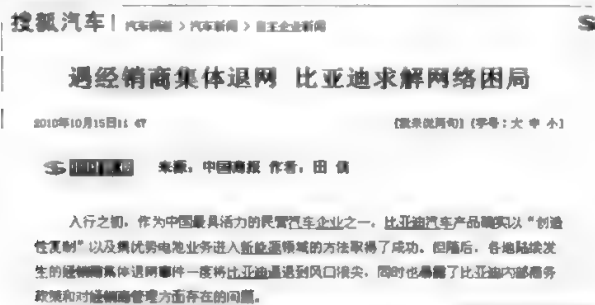 搜狐汽车 | 汽车频道 > 汽车新闻 > 自主企业新闻
遇经销商集体退网 比亚迪求解网络困局
2010年10月15日11:47 [我来说两句] (字号:大 中 小)
来源:中国商报 作者:田
入行之初,作为中国最具活力的民营汽车企业之一,比亚迪汽车产品确实以“创造
性复制”以及携优势电池业务进入新能源领域的方法取得了成功。但随后,各地陆续发
生的经销商集体退网事件一度将比亚迪逼退到风口浪尖,同时也暴露了比亚迪内部商务
政策和对经销商管理方面存在的问题。